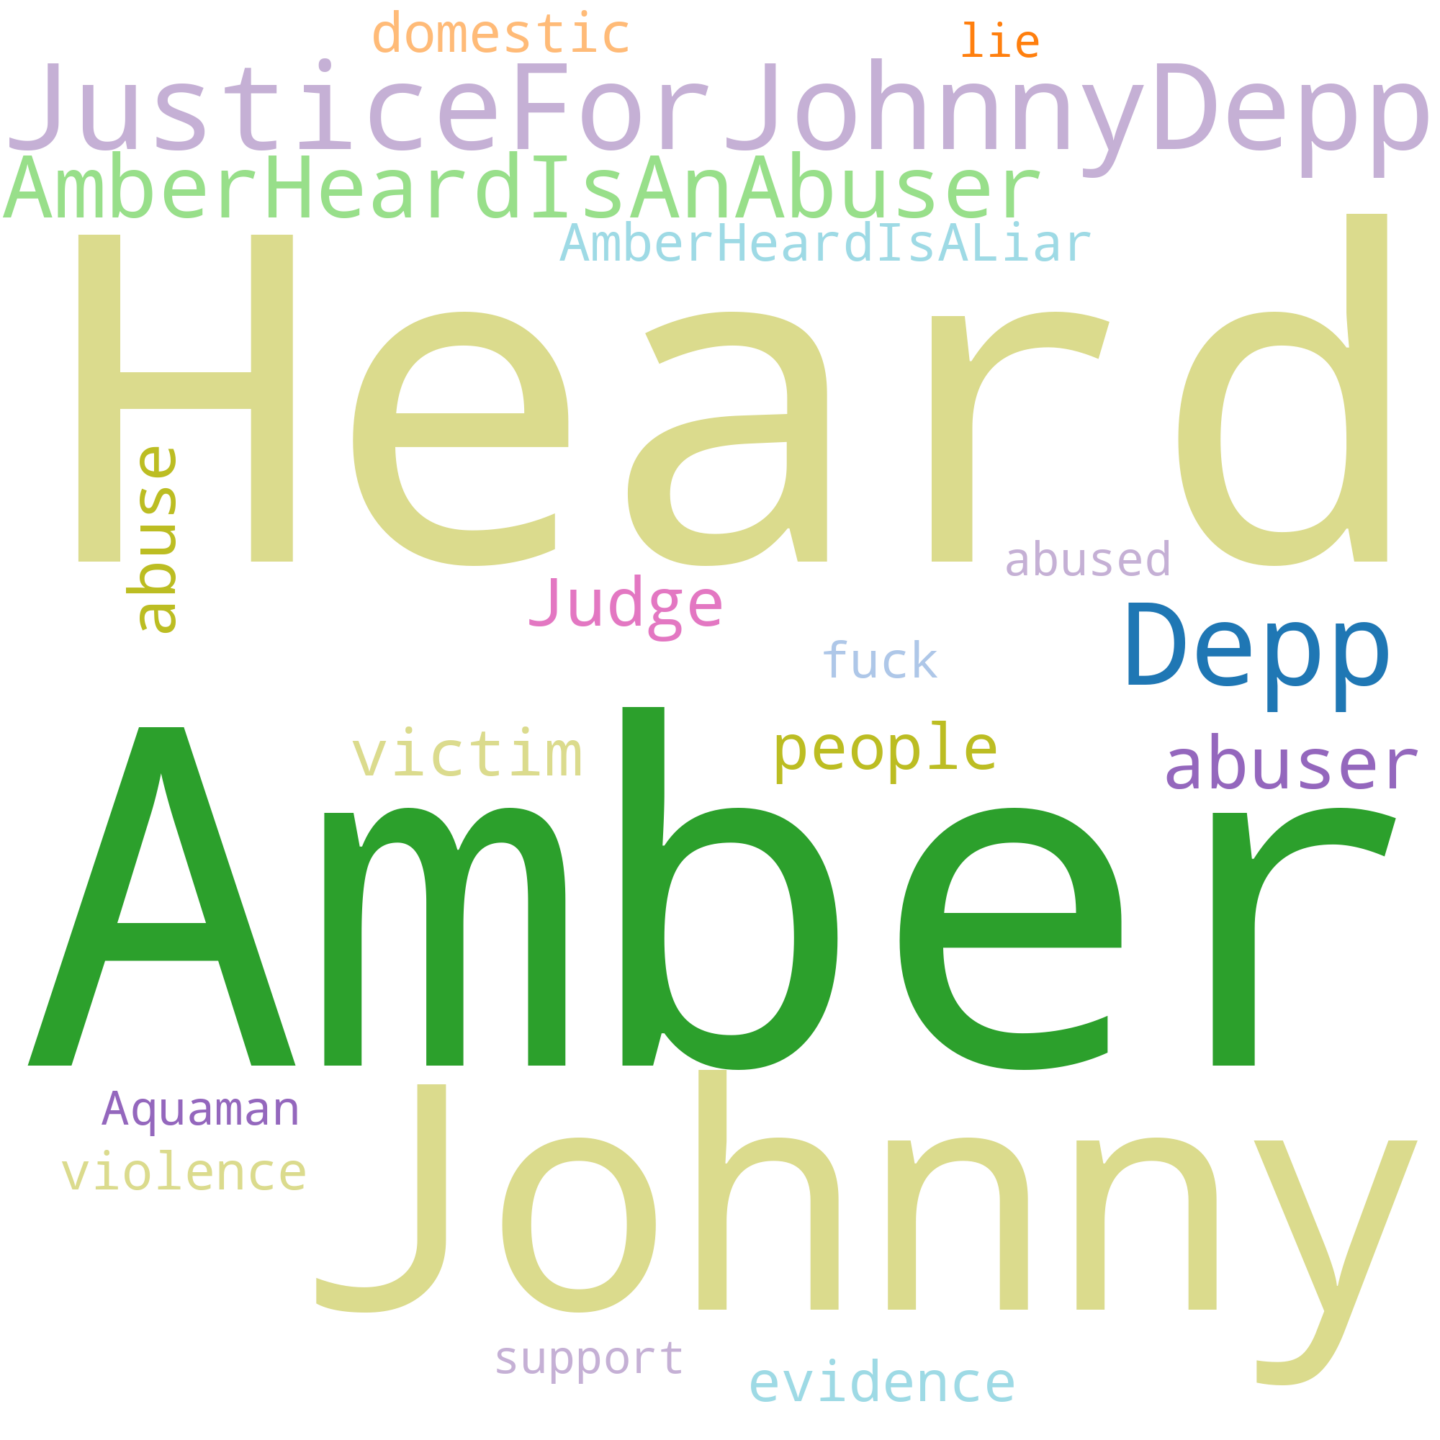 domestic
lie
JusticeForJohnnyDepp
AmberHeardIsAnAbuser
AmberHeardIsALiar
Heard
abuse
abused
Judge
Depp
fuck
victim
people
abuser
Amber
Aquaman
Johnny
violence
support
evidence